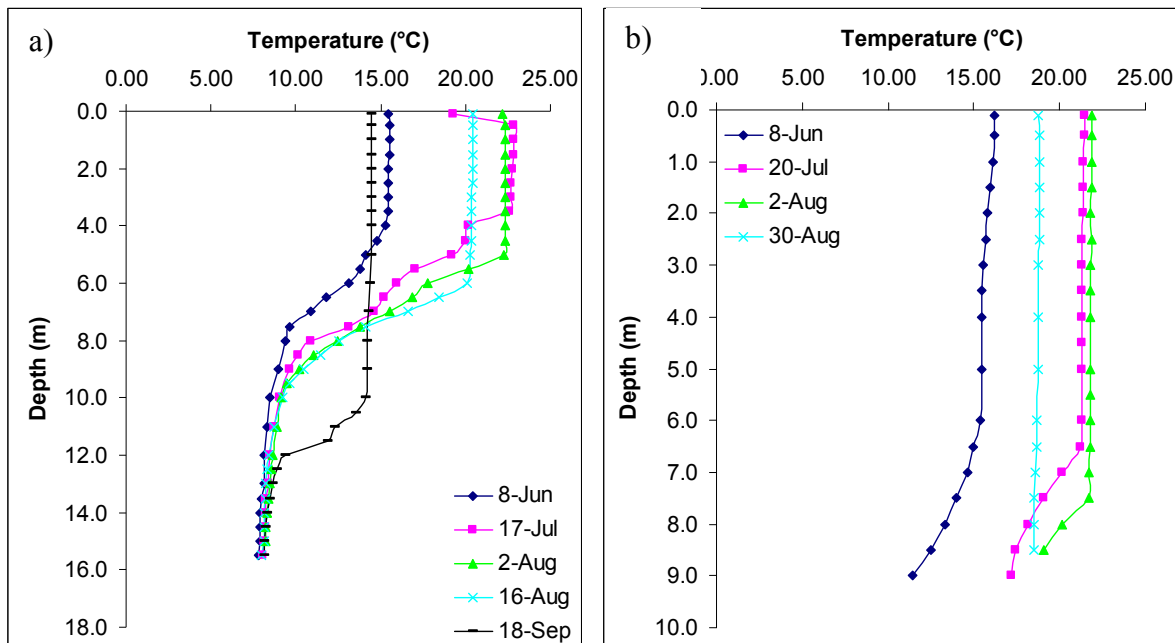 a)
Temperature (°C)
0.00 5.00 10.00 15.00 20.00 25.00
0.0
2.0
4.0
6.0
8.0
10.0
12.0
14.0
16.0
18.0
Depth (m)
8-Jun
17-Jul
2-Aug
16-Aug
18-Sep
b)
Temperature (°C)
0.00 5.00 10.00 15.00 20.00 25.00
0.0
1.0
2.0
3.0
4.0
5.0
6.0
7.0
8.0
9.0
10.0
Depth (m)
8-Jun
20-Jul
2-Aug
30-Aug